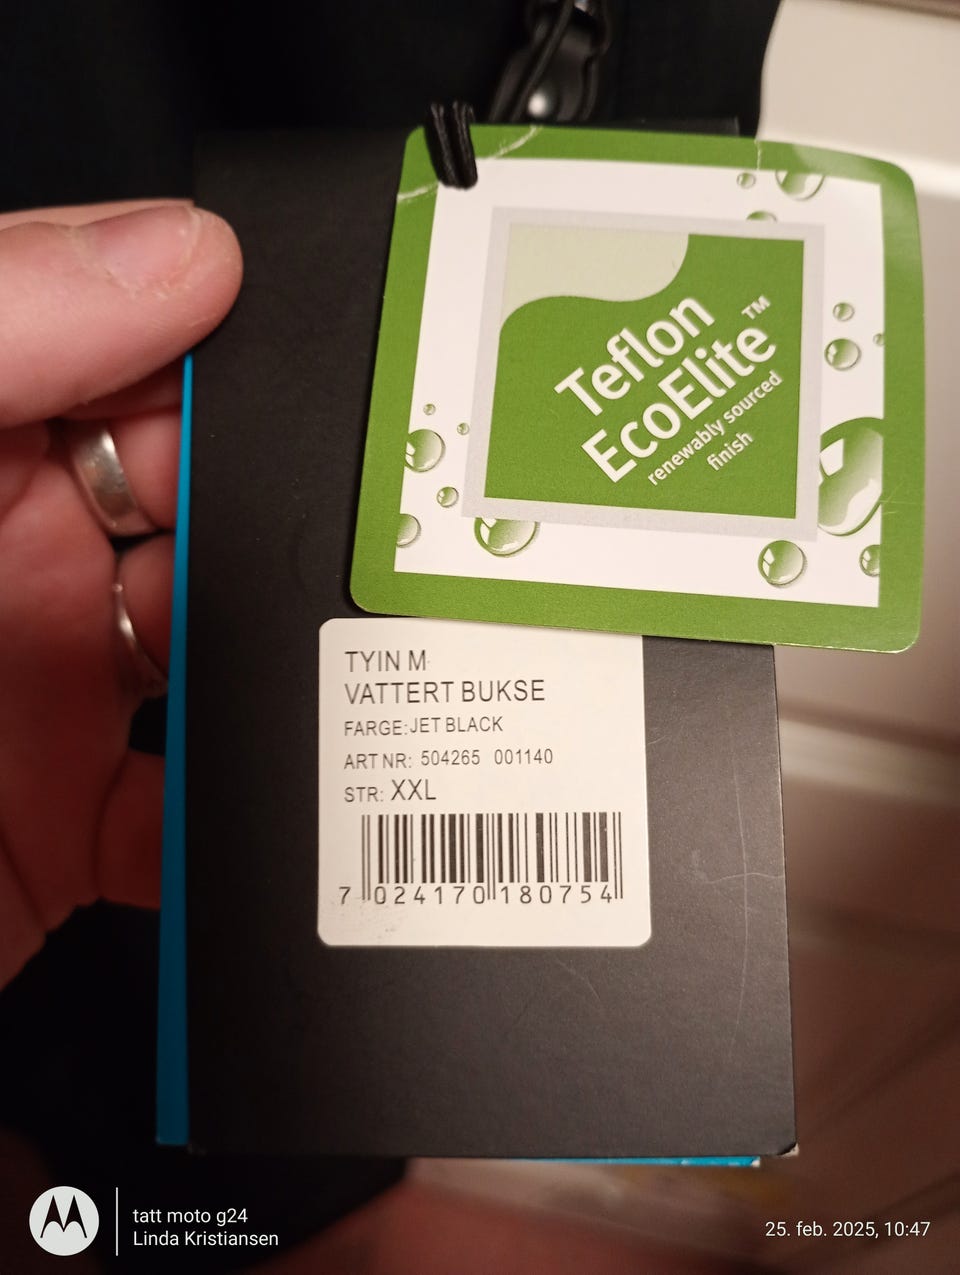 Teflon
EcoElite™
renewably sourced
finish
TYIN M
VATTERT BUKSE
FARGE: JET BLACK
ART NR: 504265 001140
STR: XXL
7 024170 180754
tatt moto g24
Linda Kristiansen
25. feb. 2025, 10:47